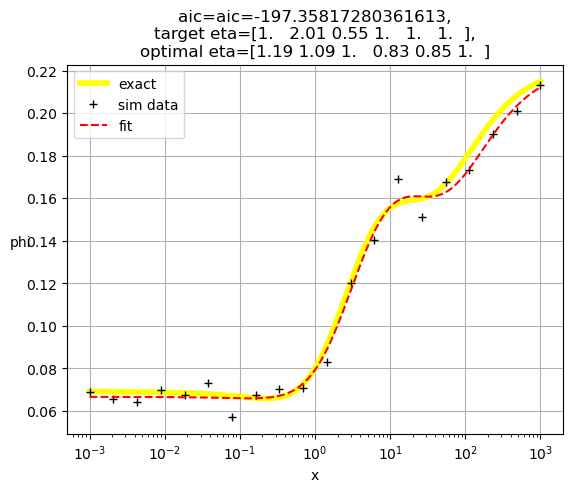 aic=aic=-197.35817280361613,
target eta=[1.   2.01 0.55 1.   1.   1.  ],
optimal eta=[1.19 1.09 1.   0.83 0.85 1.  ]
0.22
0.20
0.18
0.16
0.14
0.12
0.10
0.08
0.06
phi
exact
sim data
fit
10⁻³ 10⁻² 10⁻¹ 10⁰ 10¹ 10² 10³
x